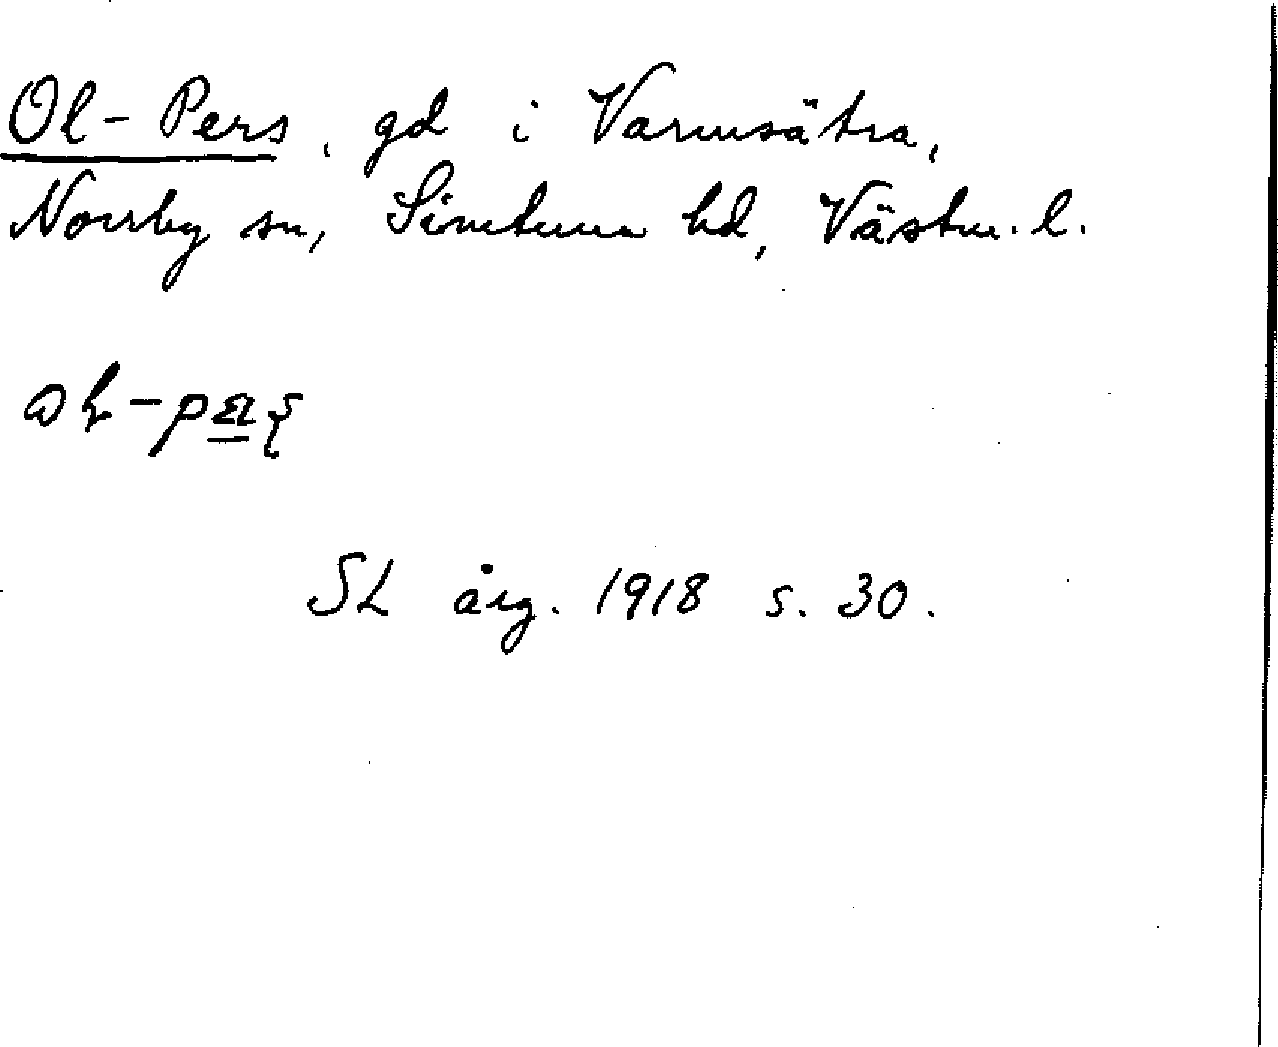 Ol-Pers, gd i Varmsätra,
Norrby sn, Simtuna hd, Västm. l.
SL årg. 1918 s. 30.